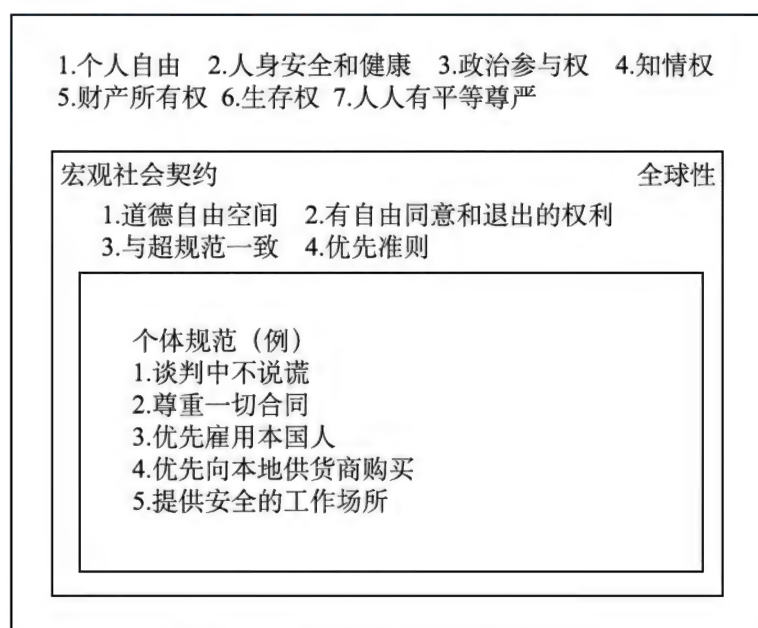 1.个人自由 2.人身安全和健康 3.政治参与权 4.知情权
5.财产所有权 6.生存权 7.人人有平等尊严
宏观社会契约 全球性
1.道德自由空间 2.有自由同意和退出的权利
3.与超规范一致 4.优先准则
个体规范（例）
1.谈判中不说谎
2.尊重一切合同
3.优先雇用本国人
4.优先向本地供货商购买
5.提供安全的工作场所